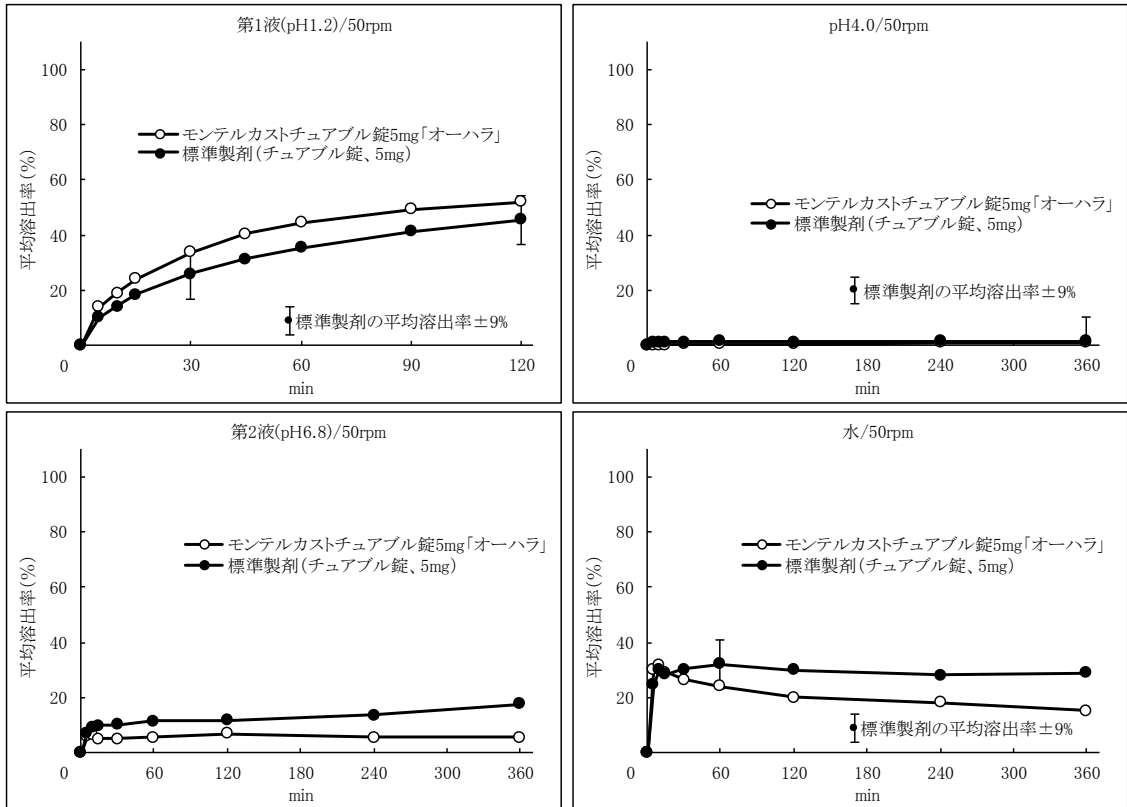 第1液(pH1.2)/50rpm
100
80
60
40
20
0
平均溶出率(%)
モンテルカストチュアブル錠5mg「オーハラ」
標準製剤(チュアブル錠、5mg)
標準製剤の平均溶出率±9%
30
60
90
120
min
pH4.0/50rpm
100
80
60
40
20
0
平均溶出率(%)
モンテルカストチュアブル錠5mg「オーハラ」
標準製剤(チュアブル錠、5mg)
標準製剤の平均溶出率±9%
60
120
180
240
300
360
min
第2液(pH6.8)/50rpm
100
80
60
40
20
0
平均溶出率(%)
モンテルカストチュアブル錠5mg「オーハラ」
標準製剤(チュアブル錠、5mg)
60
120
180
240
300
360
min
水/50rpm
100
80
60
40
20
0
平均溶出率(%)
モンテルカストチュアブル錠5mg「オーハラ」
標準製剤(チュアブル錠、5mg)
標準製剤の平均溶出率±9%
60
120
180
240
300
360
min